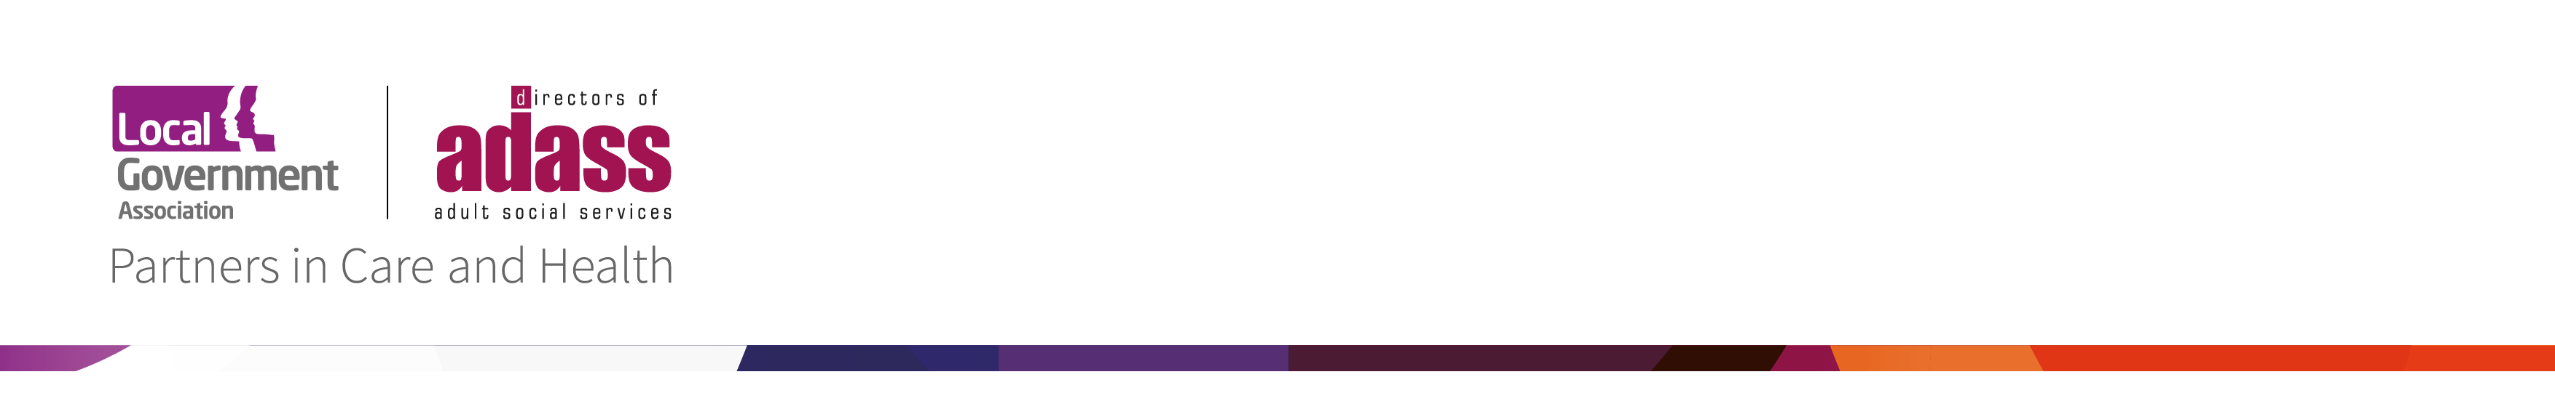 Local
Government
Association
directors of
adass
adult social services
Partners in Care and Health